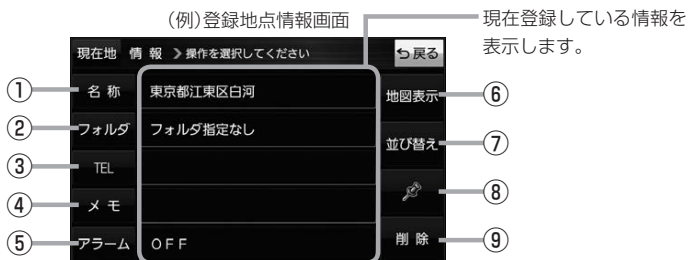 (例)登録地点情報画面
現在登録している情報を
表示します。
現在地 情 報 >操作を選択してください 戻る
① 名 称 東京都江東区白河 地図表示 ⑥
② フォルダ フォルダ指定なし
並び替え ⑦
③ TEL
⑧
④ メ モ
⑤ アラーム OFF 削 除 ⑨